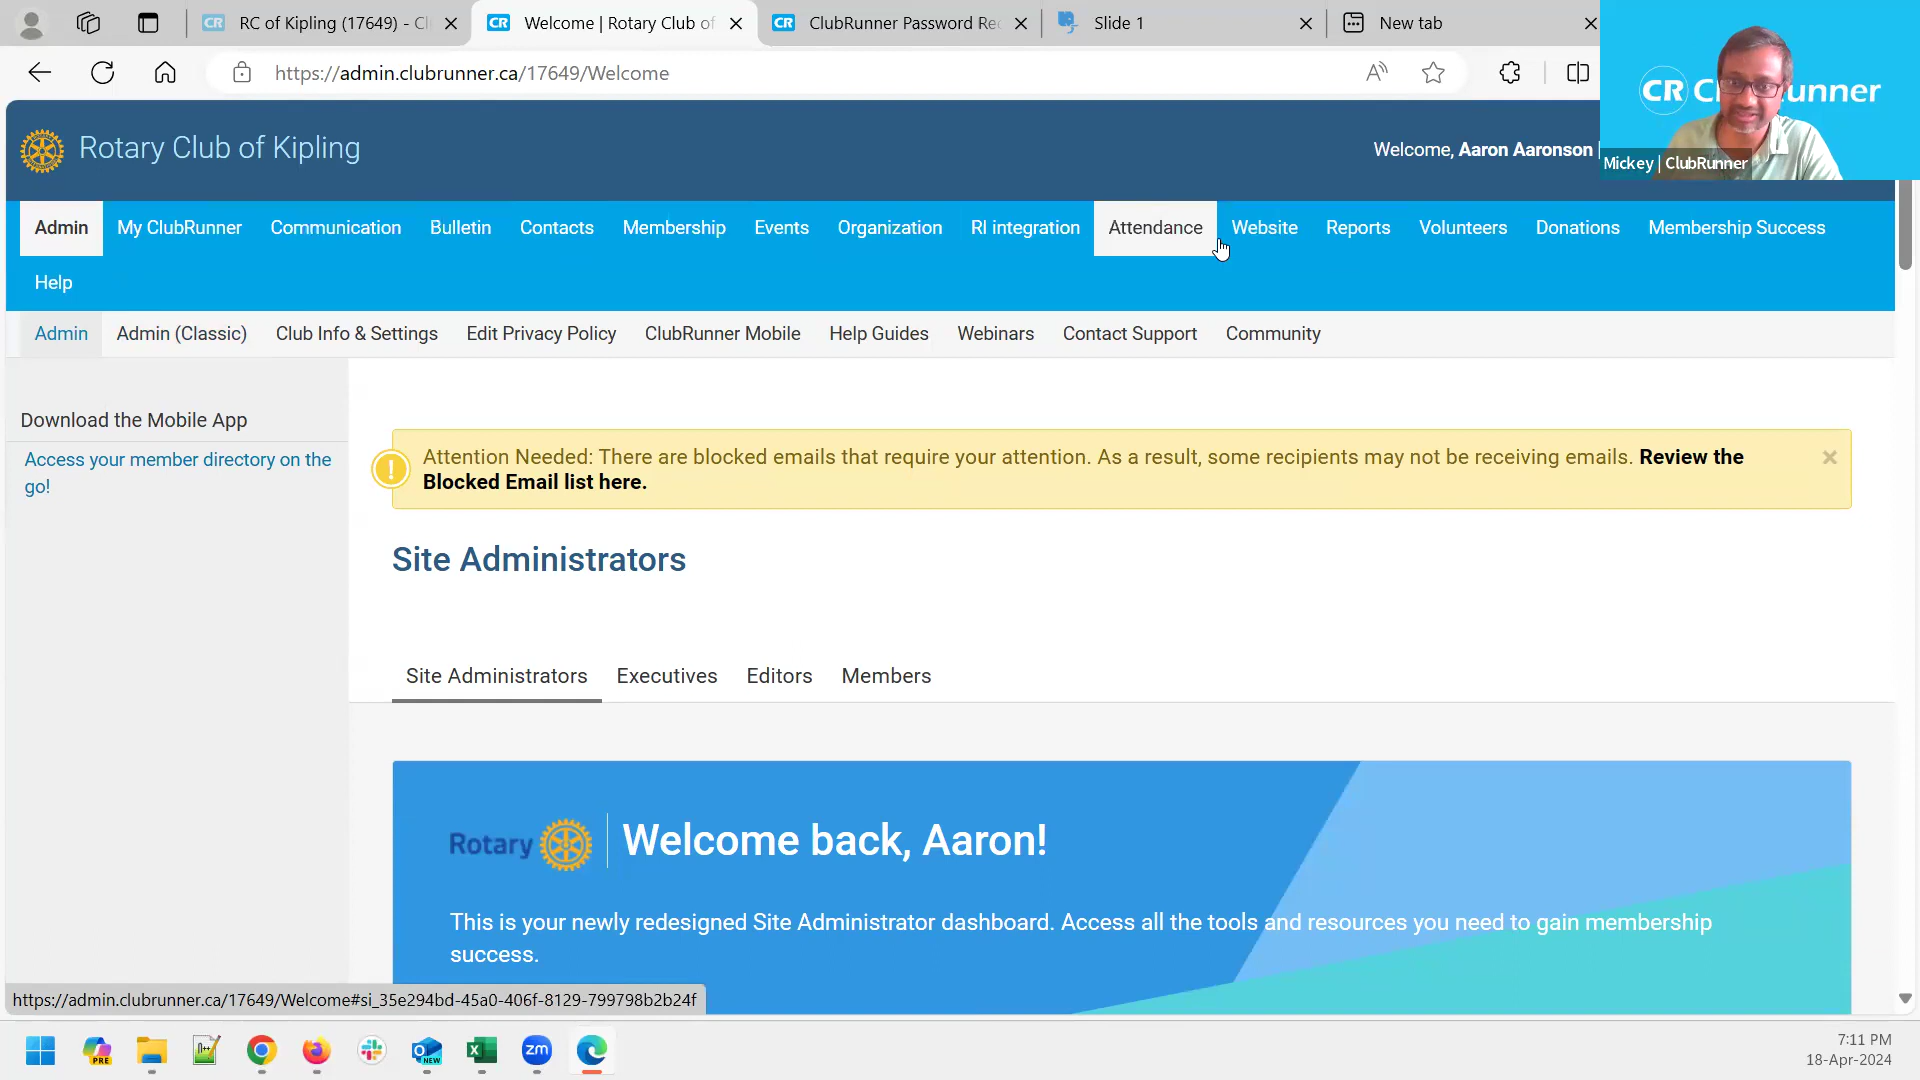 RC of Kipling (17649) - Cl
Welcome | Rotary Club of
ClubRunner Password Rec
Slide 1
New tab
https://admin.clubrunner.ca/17649/Welcome
Rotary Club of Kipling
Welcome, Aaron Aaronson |
Mickey | ClubRunner
Admin My ClubRunner Communication Bulletin Contacts Membership Events Organization RI integration Attendance Website Reports Volunteers Donations Membership Success
Help
Admin Admin (Classic) Club Info & Settings Edit Privacy Policy ClubRunner Mobile Help Guides Webinars Contact Support Community
Download the Mobile App
Access your member directory on the
go!
Attention Needed: There are blocked emails that require your attention. As a result, some recipients may not be receiving emails. Review the
Blocked Email list here.
Site Administrators
Site Administrators Executives Editors Members
Rotary
Welcome back, Aaron!
This is your newly redesigned Site Administrator dashboard. Access all the tools and resources you need to gain membership
success.
https://admin.clubrunner.ca/17649/Welcome#si_35e294bd-45a0-406f-8129-799798b2b24f
7:11 PM
18-Apr-2024